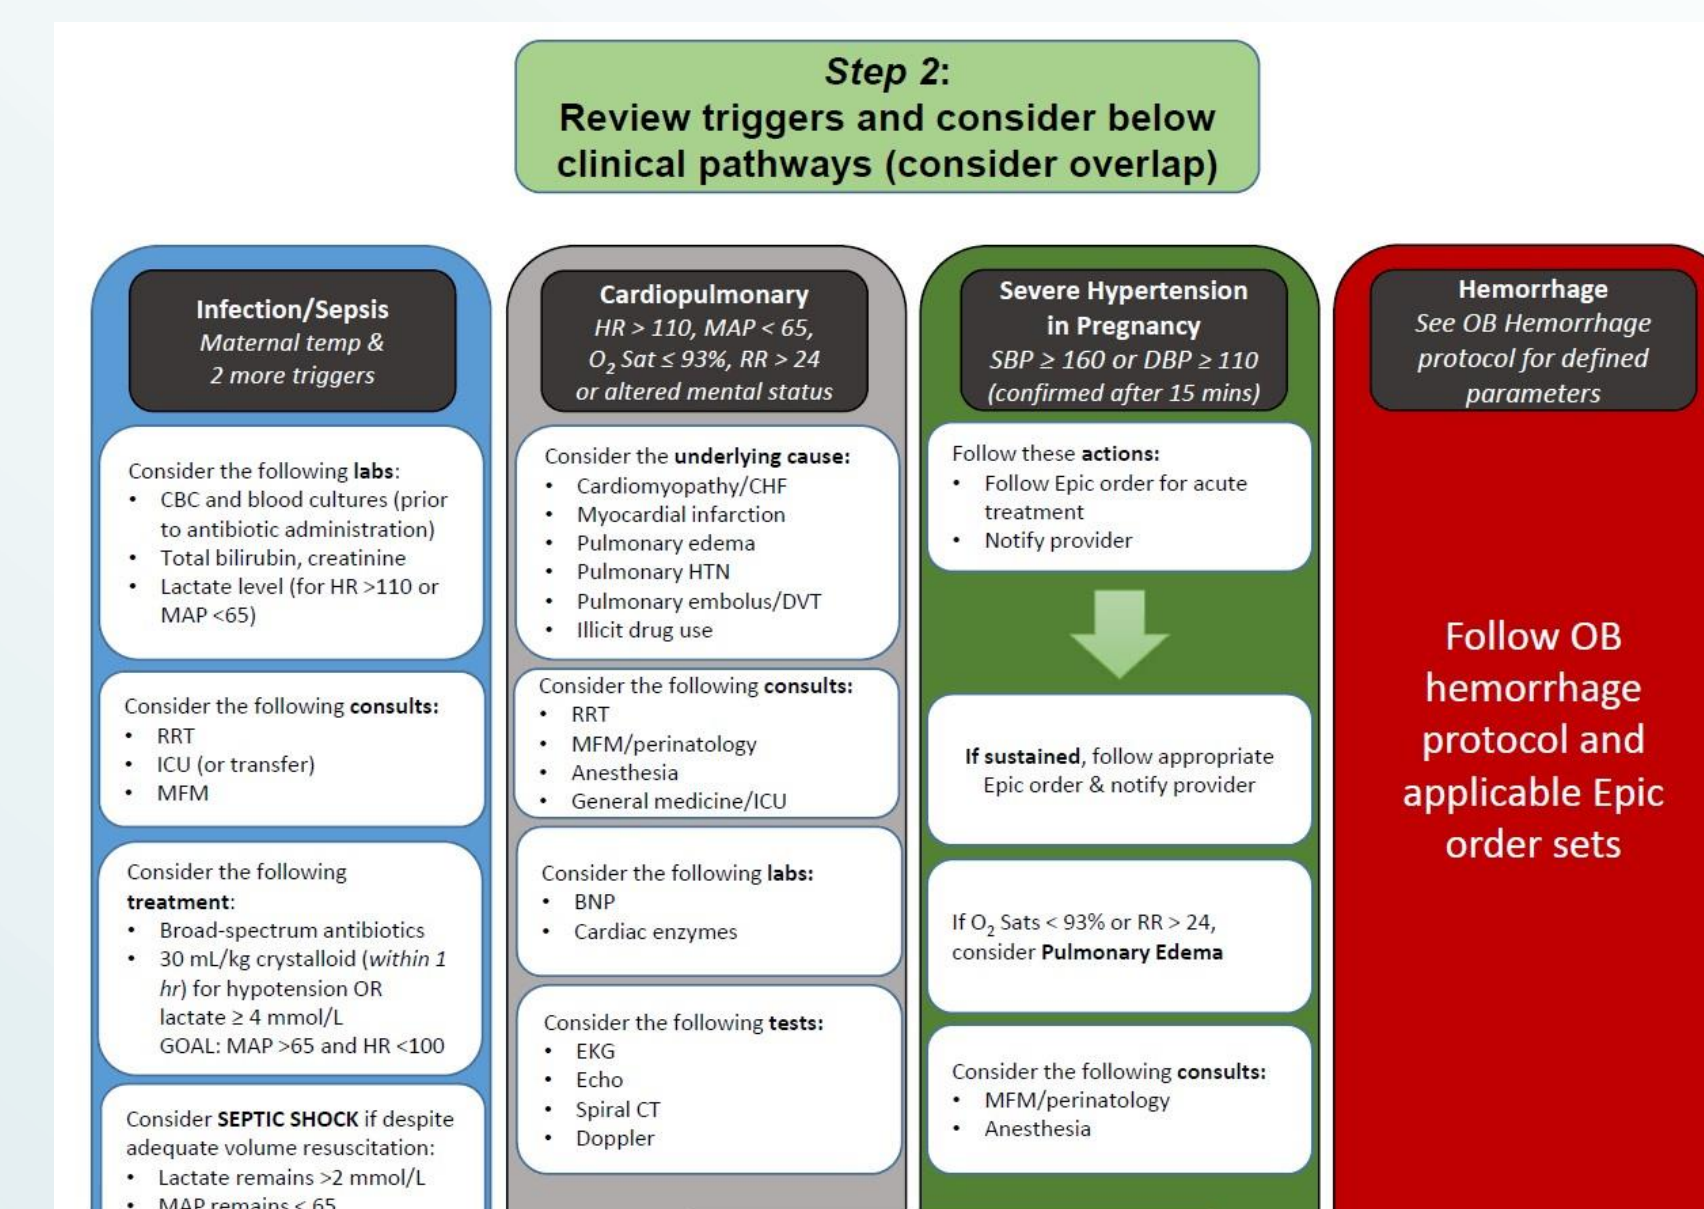 Step 2:
Review triggers and consider below
clinical pathways (consider overlap)
Infection/Sepsis
Maternal temp &
2 more triggers
Consider the following labs:
• CBC and blood cultures (prior
to antibiotic administration)
• Total bilirubin, creatinine
• Lactate level (for HR >110 or
MAP <65)
Consider the following consults:
• RRT
• ICU (or transfer)
• MFM
Consider the following
treatment:
• Broad-spectrum antibiotics
• 30 mL/kg crystalloid (within 1
hr) for hypotension OR
lactate ≥ 4 mmol/L
GOAL: MAP >65 and HR <100
Consider SEPTIC SHOCK if despite
adequate volume resuscitation:
• Lactate remains >2 mmol/L
• MAP remains < 65
Cardiopulmonary
HR > 110, MAP < 65,
O₂ Sat ≤ 93%, RR > 24
or altered mental status
Consider the underlying cause:
• Cardiomyopathy/CHF
• Myocardial infarction
• Pulmonary edema
• Pulmonary HTN
• Pulmonary embolus/DVT
• Illicit drug use
Consider the following consults:
• RRT
• MFM/perinatology
• Anesthesia
• General medicine/ICU
Consider the following labs:
• BNP
• Cardiac enzymes
Consider the following tests:
• EKG
• Echo
• Spiral CT
• Doppler
Severe Hypertension
in Pregnancy
SBP ≥ 160 or DBP ≥ 110
(confirmed after 15 mins)
Follow these actions:
• Follow Epic order for acute
treatment
• Notify provider
If sustained, follow appropriate
Epic order & notify provider
If O₂ Sats < 93% or RR > 24,
consider Pulmonary Edema
Consider the following consults:
• MFM/perinatology
• Anesthesia
Hemorrhage
See OB Hemorrhage
protocol for defined
parameters
Follow OB
hemorrhage
protocol and
applicable Epic
order sets